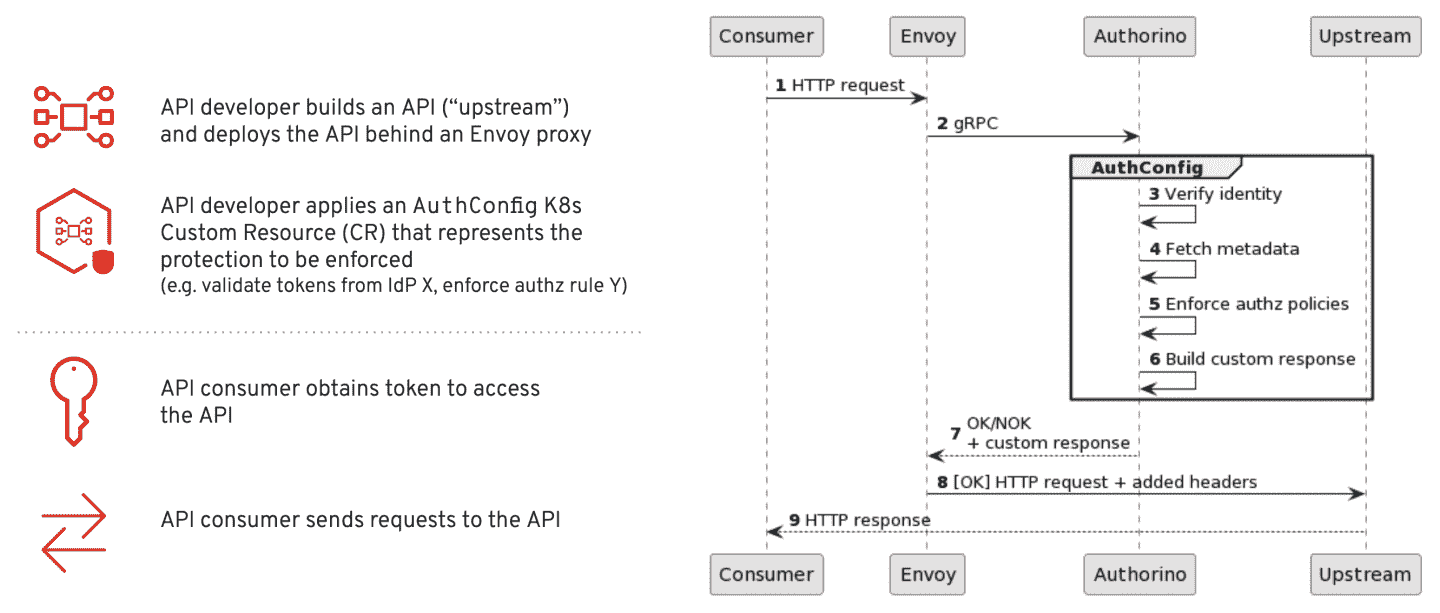 API developer builds an API (“upstream”)
and deploys the API behind an Envoy proxy
API developer applies an AuthConfig K8s
Custom Resource (CR) that represents the
protection to be enforced
(e.g. validate tokens from IdP X, enforce authz rule Y)
API consumer obtains token to access
the API
API consumer sends requests to the API
Consumer
Envoy
Authorino
Upstream
1 HTTP request
2 gRPC
AuthConfig
3 Verify identity
4 Fetch metadata
5 Enforce authz policies
6 Build custom response
7 OK/NOK
+ custom response
8 [OK] HTTP request + added headers
9 HTTP response
Consumer
Envoy
Authorino
Upstream